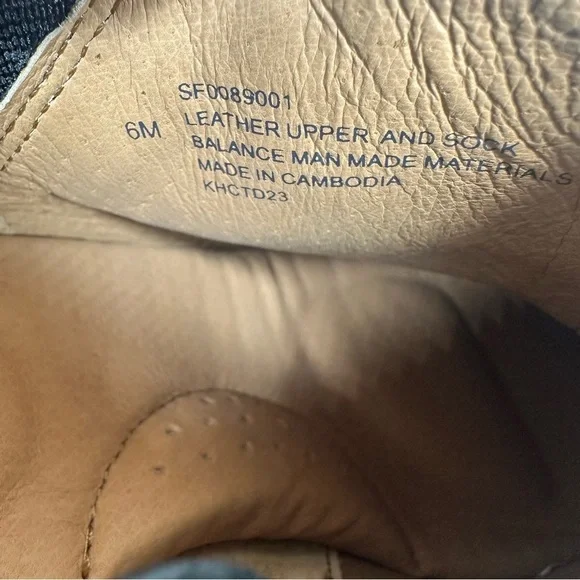 SF0089001
6M LEATHER UPPER AND SOCK
BALANCE MAN MADE MATERIALS
MADE IN CAMBODIA
KHCTD23